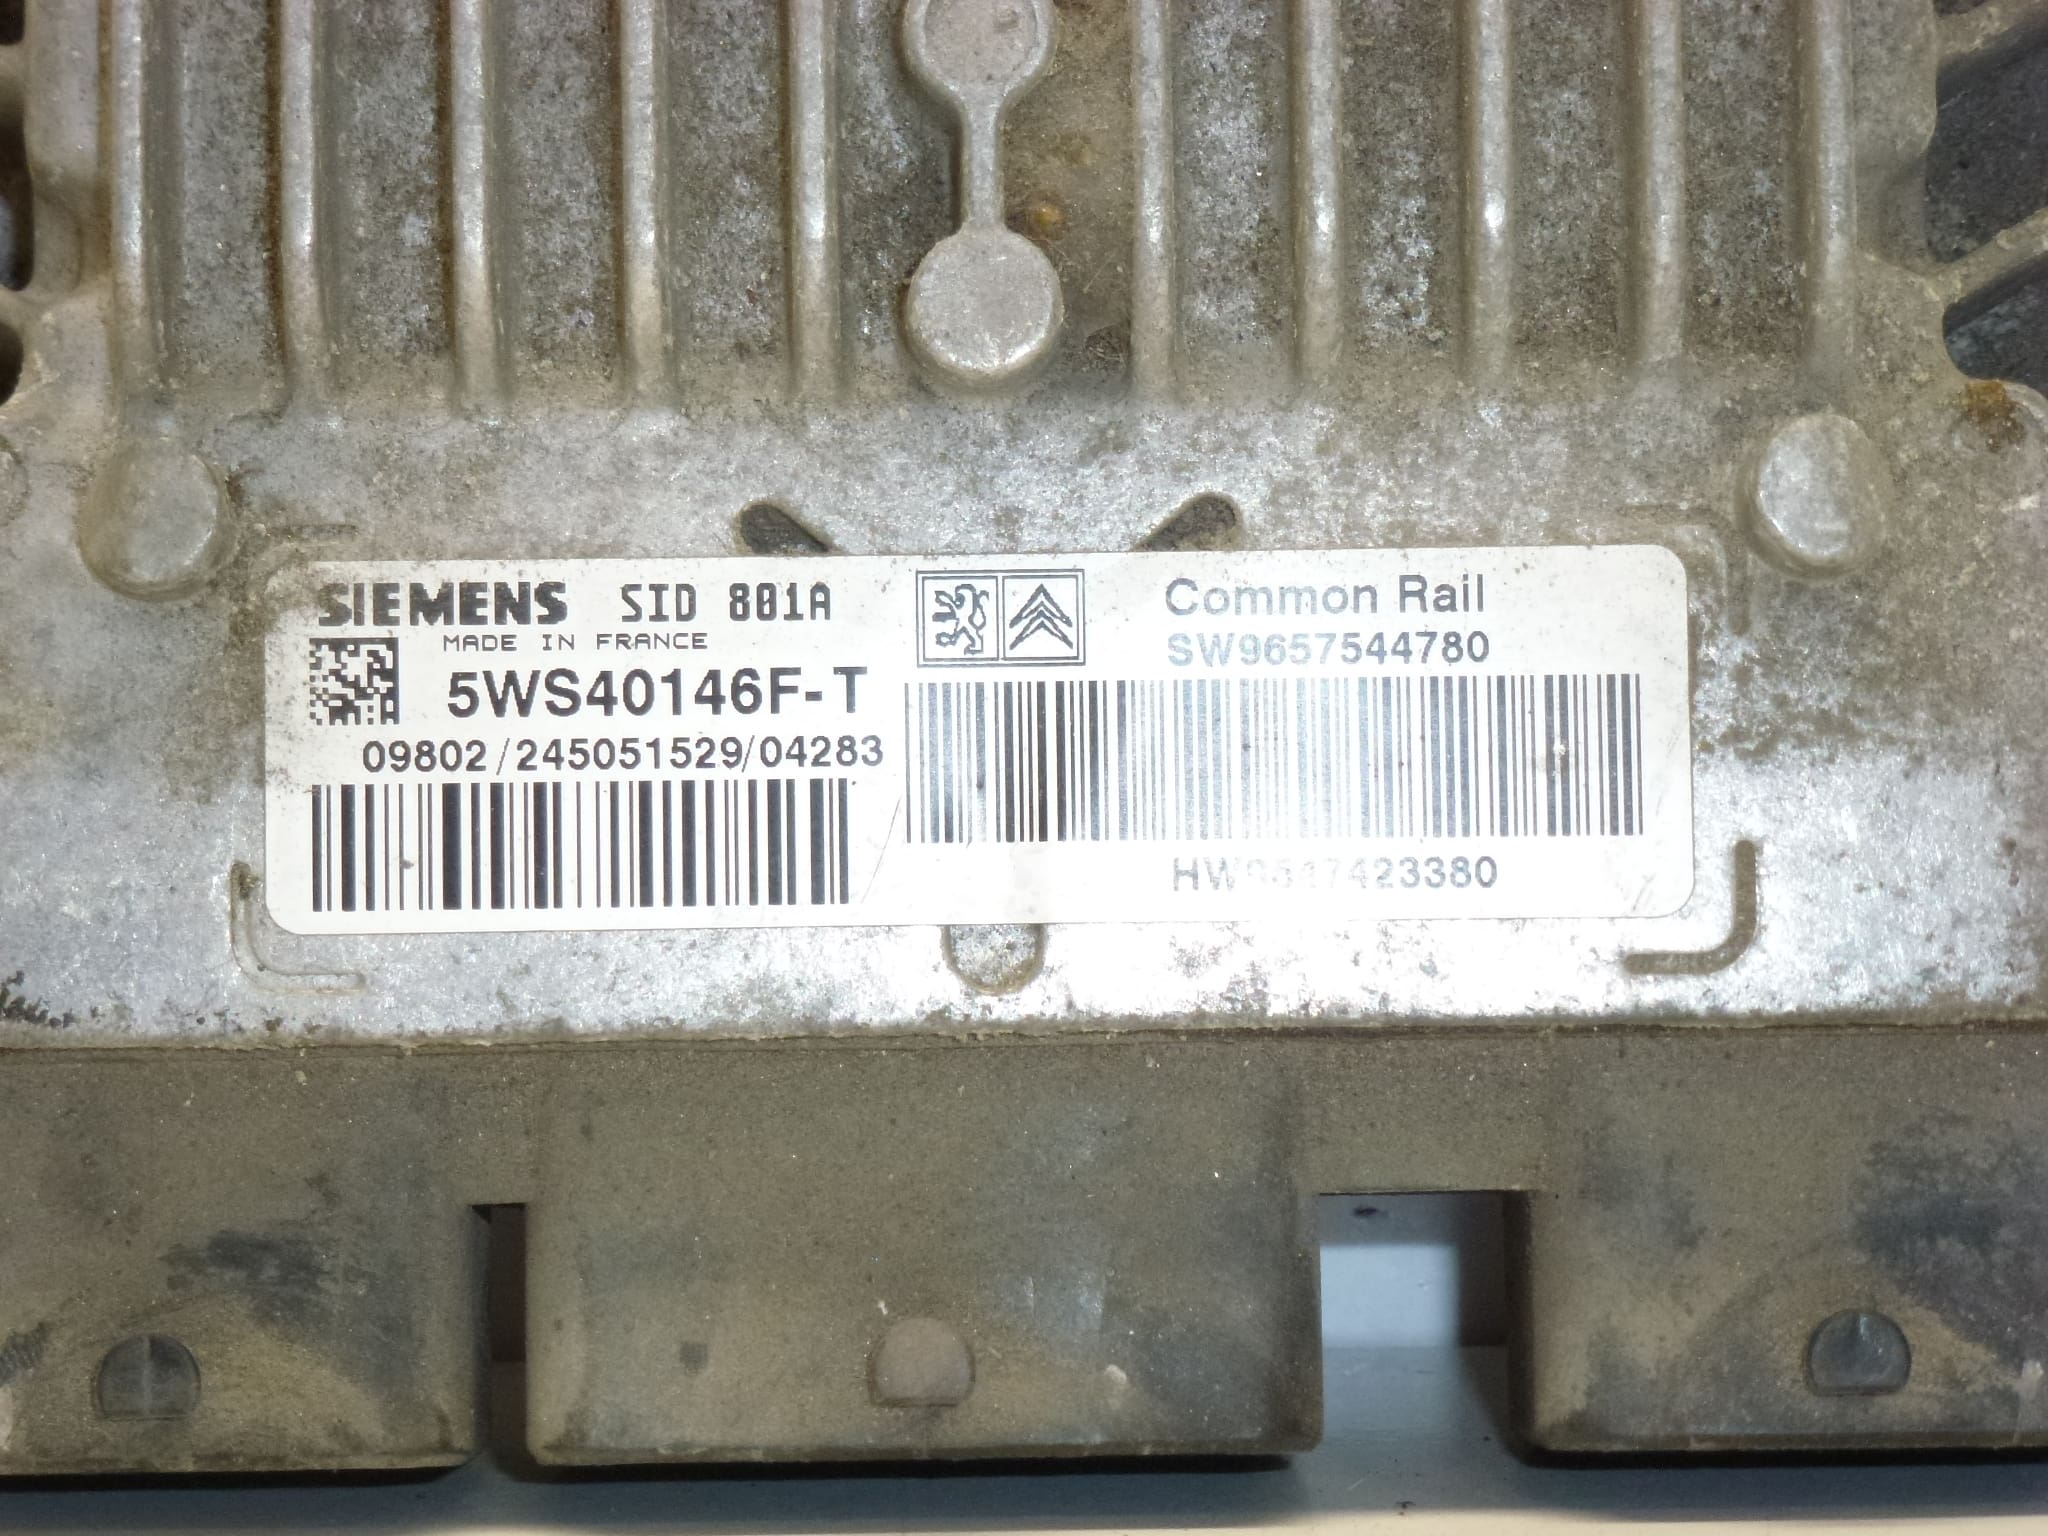 SIEMENS SID 801A
MADE IN FRANCE
5WS40146F-T
09802/245051529/04283
Common Rail
SW9657544780